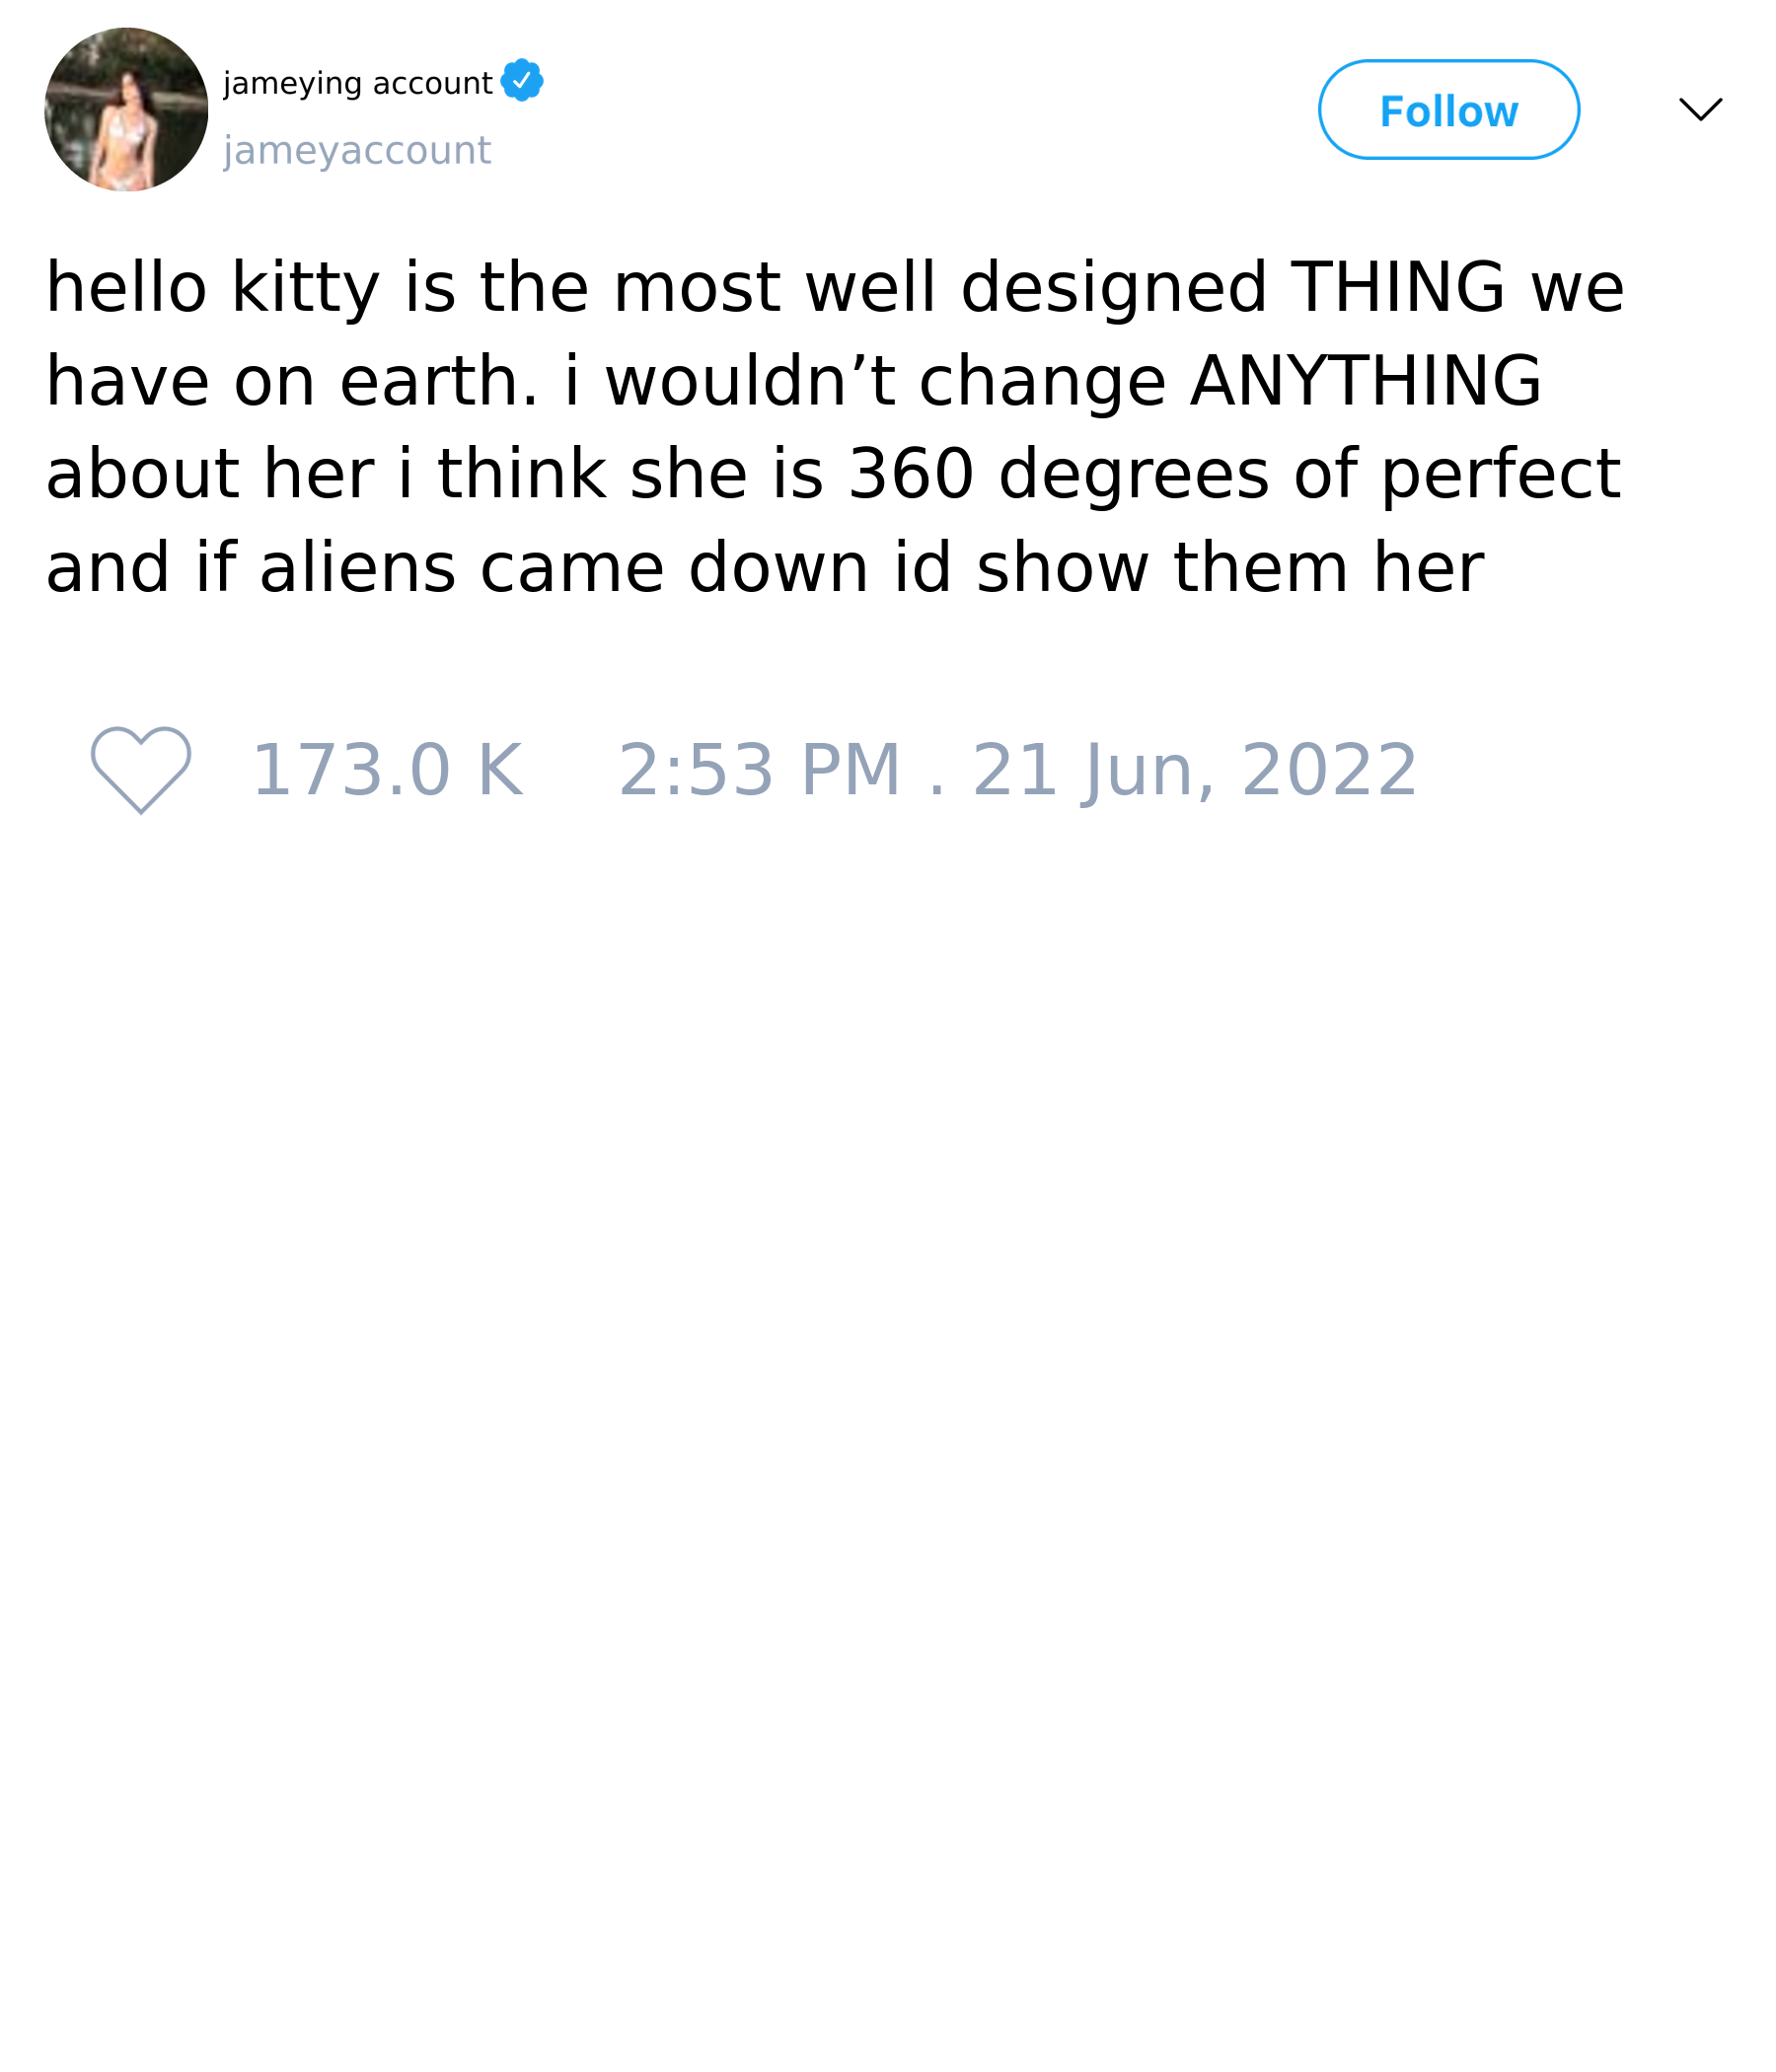 jameying account
jameyaccount
Follow
hello kitty is the most well designed THING we
have on earth. i wouldn’t change ANYTHING
about her i think she is 360 degrees of perfect
and if aliens came down id show them her
173.0 K 2:53 PM . 21 Jun, 2022